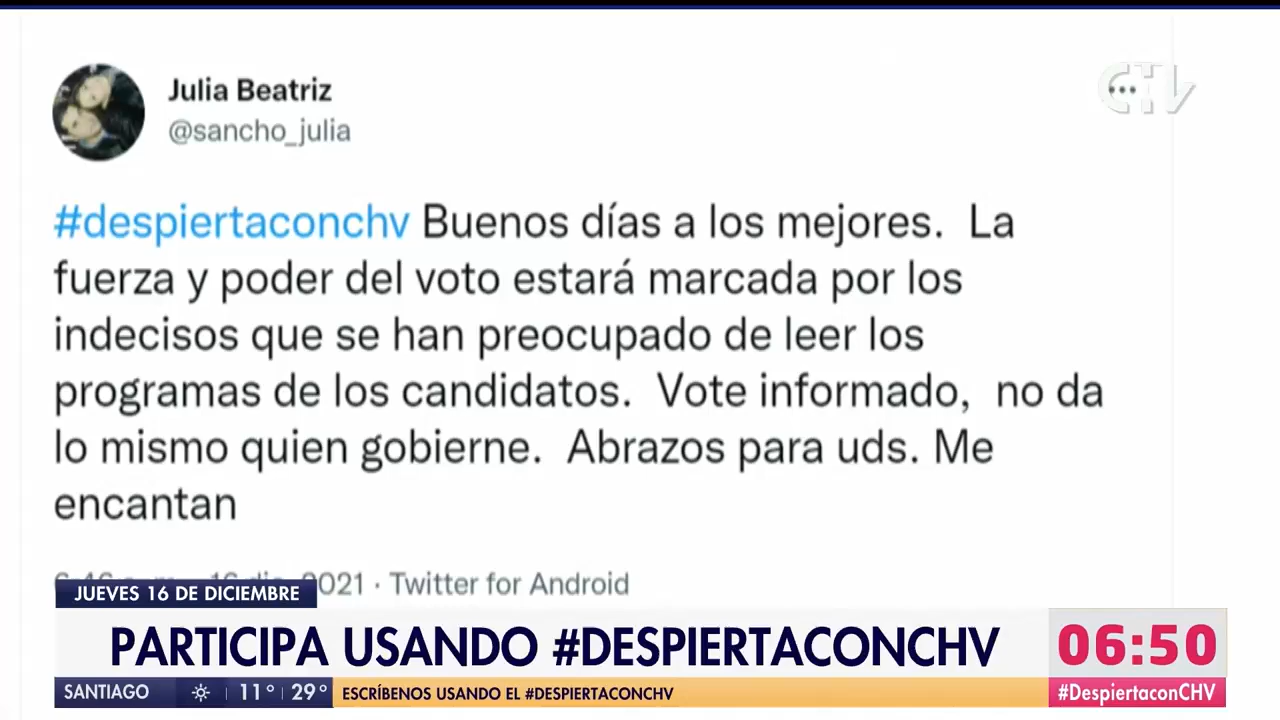 Julia Beatriz
@sancho_julia
CHV
#despiertaconchv Buenos días a los mejores.  La
fuerza y poder del voto estará marcada por los
indecisos que se han preocupado de leer los
programas de los candidatos.  Vote informado,  no da
lo mismo quien gobierne.  Abrazos para uds. Me
encantan
2021 · Twitter for Android
JUEVES 16 DE DICIEMBRE
PARTICIPA USANDO #DESPIERTACONCHV
06:50
SANTIAGO 11° 29° ESCRÍBENOS USANDO EL #DESPIERTACONCHV
#DespiertaconCHV